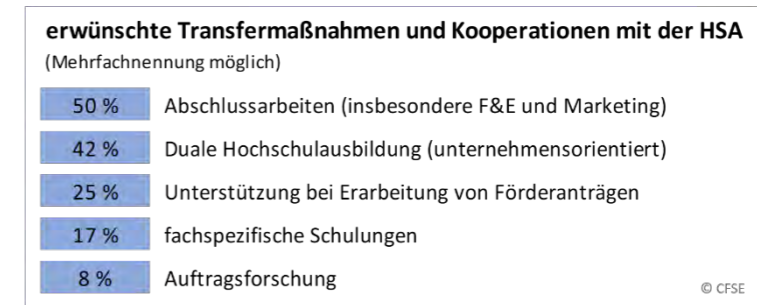 erwünschte Transfermaßnahmen und Kooperationen mit der HSA
(Mehrfachnennung möglich)
50 % Abschlussarbeiten (insbesondere F&E und Marketing)
42 % Duale Hochschulausbildung (unternehmensorientiert)
25 % Unterstützung bei Erarbeitung von Förderanträgen
17 % fachspezifische Schulungen
8 % Auftragsforschung
© CFSE